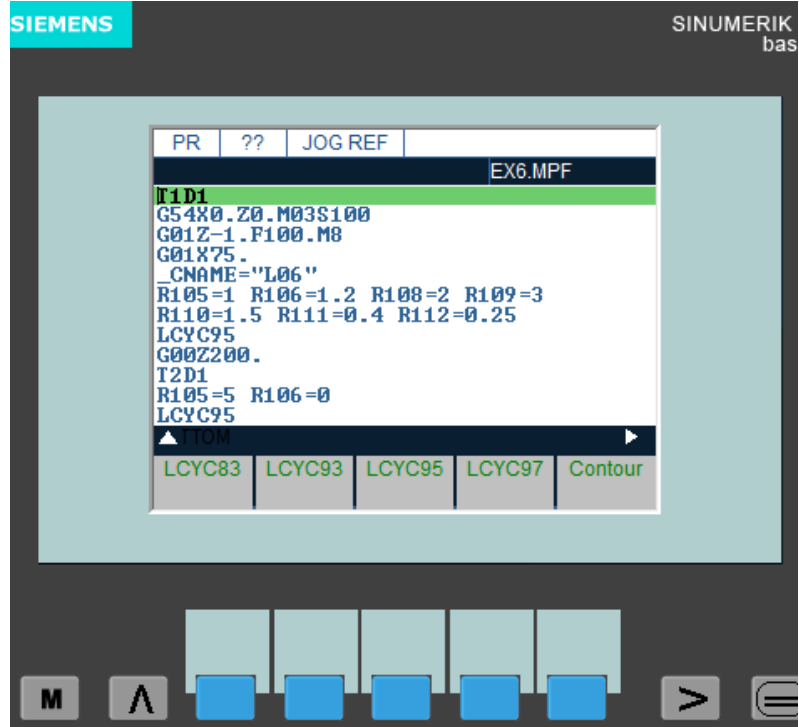 SIEMENS
SINUMERIK
bas
PR ?? JOG REF
EX6.MPF
T1D1
G54X0.Z0.M03S100
G01Z-1.F100.M8
G01X75.
_CNAME="L06"
R105=1 R106=1.2 R108=2 R109=3
R110=1.5 R111=0.4 R112=0.25
LCYC95
G00Z200.
T2D1
R105=5 R106=0
LCYC95
TTOM
LCYC83 LCYC93 LCYC95 LCYC97 Contour
M Λ >